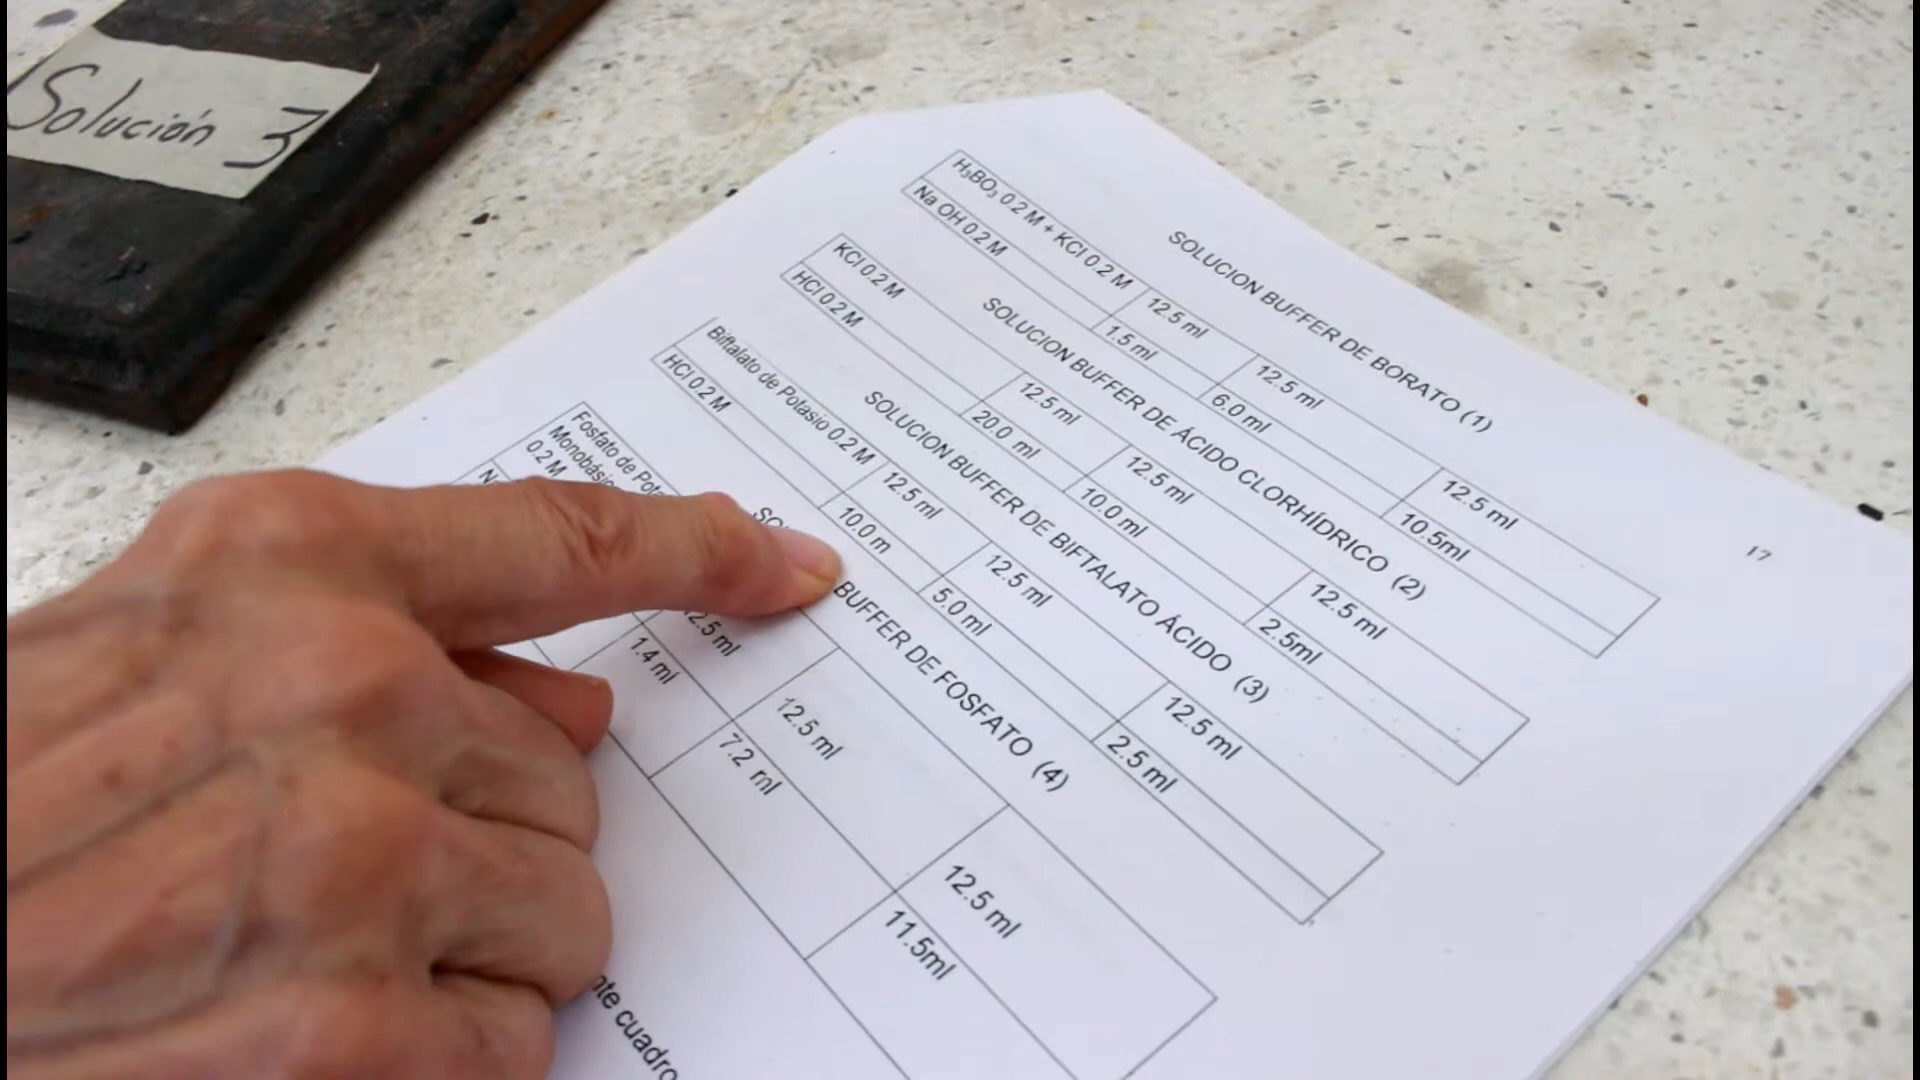 Solución 3
17
SOLUCION BUFFER DE BORATO (1)
H₃BO₃ 0.2 M + KCl 0.2 M 12.5 ml 12.5 ml 12.5 ml
Na OH 0.2 M 1.5 ml 6.0 ml 10.5ml
SOLUCION BUFFER DE ÁCIDO CLORHÍDRICO (2)
KCl 0.2 M 12.5 ml 12.5 ml 12.5 ml
HCl 0.2 M 20.0 ml 10.0 ml 2.5ml
SOLUCION BUFFER DE BIFTALATO ÁCIDO (3)
Biftalato de Potasio 0.2 M 12.5 ml 12.5 ml 12.5 ml
HCl 0.2 M 10.0 m 5.0 ml 2.5 ml
BUFFER DE FOSFATO (4)
Fosfato de
Monobásic
0.2 M 12.5 ml 12.5 ml 12.5 ml
1.4 ml 7.2 ml 11.5ml
cuadro